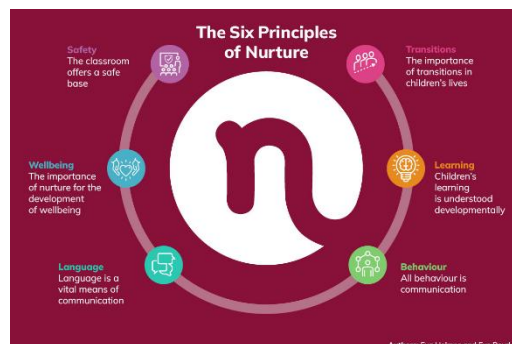 The Six Principles
of Nurture
Safety
The classroom
offers a safe
base
Transitions
The importance
of transitions in
children's lives
Wellbeing
The importance
of nurture for the
development
of wellbeing
Learning
Children's
learning
is understood
developmentally
Language
Language is a
vital means of
communication
Behaviour
All behaviour is
communication
n